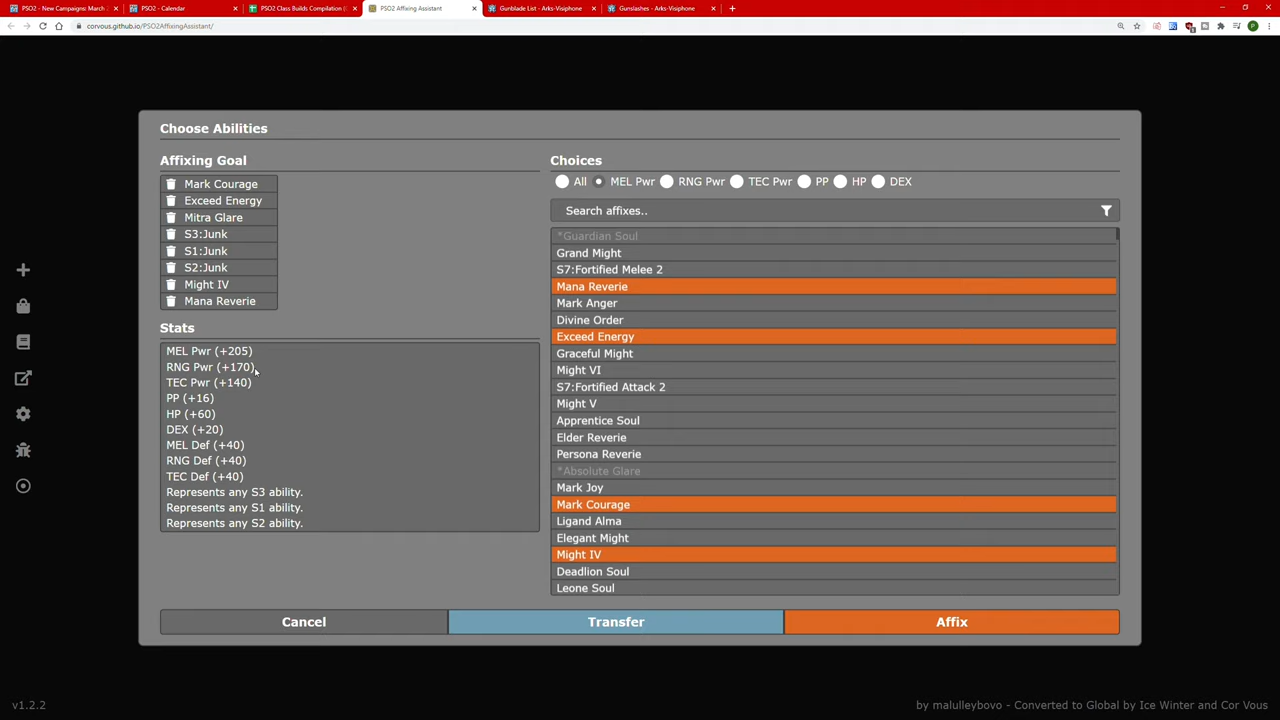 PSO2 - New Campaigns: March
PSO2 - Calendar
PSO2 Class Builds Compilation (
PSO2 Affixing Assistant
Gunblade List - Arks-Visiphone
Gunslashes - Arks-Visiphone
corvous.github.io/PSO2AffixingAssistant/
Choose Abilities
Affixing Goal
Mark Courage
Exceed Energy
Mitra Glare
S3:Junk
S1:Junk
S2:Junk
Might IV
Mana Reverie
Stats
MEL Pwr (+205)
RNG Pwr (+170)
TEC Pwr (+140)
PP (+16)
HP (+60)
DEX (+20)
MEL Def (+40)
RNG Def (+40)
TEC Def (+40)
Represents any S3 ability.
Represents any S1 ability.
Represents any S2 ability.
Choices
All MEL Pwr RNG Pwr TEC Pwr PP HP DEX
Search affixes..
*Guardian Soul
Grand Might
S7:Fortified Melee 2
Mana Reverie
Mark Anger
Divine Order
Exceed Energy
Graceful Might
Might VI
S7:Fortified Attack 2
Might V
Apprentice Soul
Elder Reverie
Persona Reverie
*Absolute Glare
Mark Joy
Mark Courage
Ligand Alma
Elegant Might
Might IV
Deadlion Soul
Leone Soul
Cancel
Transfer
Affix
v1.2.2
by malulleybovo - Converted to Global by Ice Winter and Cor Vous